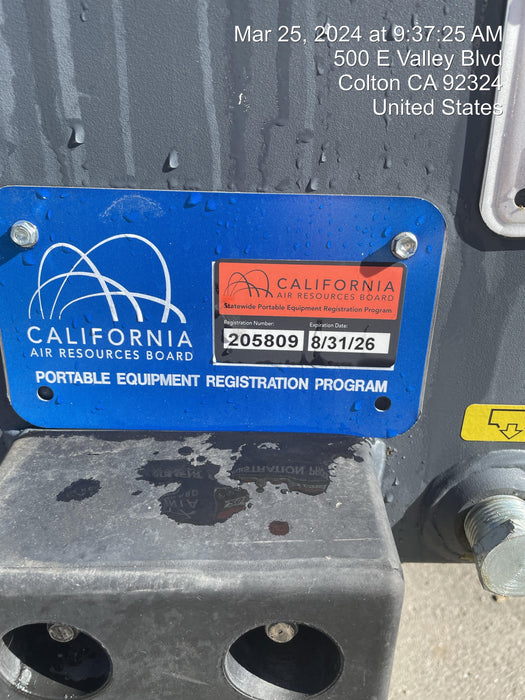 Mar 25, 2024 at 9:37:25 AM
500 E Valley Blvd
Colton CA 92324
United States
CALIFORNIA
AIR RESOURCES BOARD
CALIFORNIA
AIR RESOURCES BOARD
Statewide Portable Equipment Registration Program
Registration Number:
Expiration Date:
205809
8/31/26
PORTABLE EQUIPMENT REGISTRATION PROGRAM